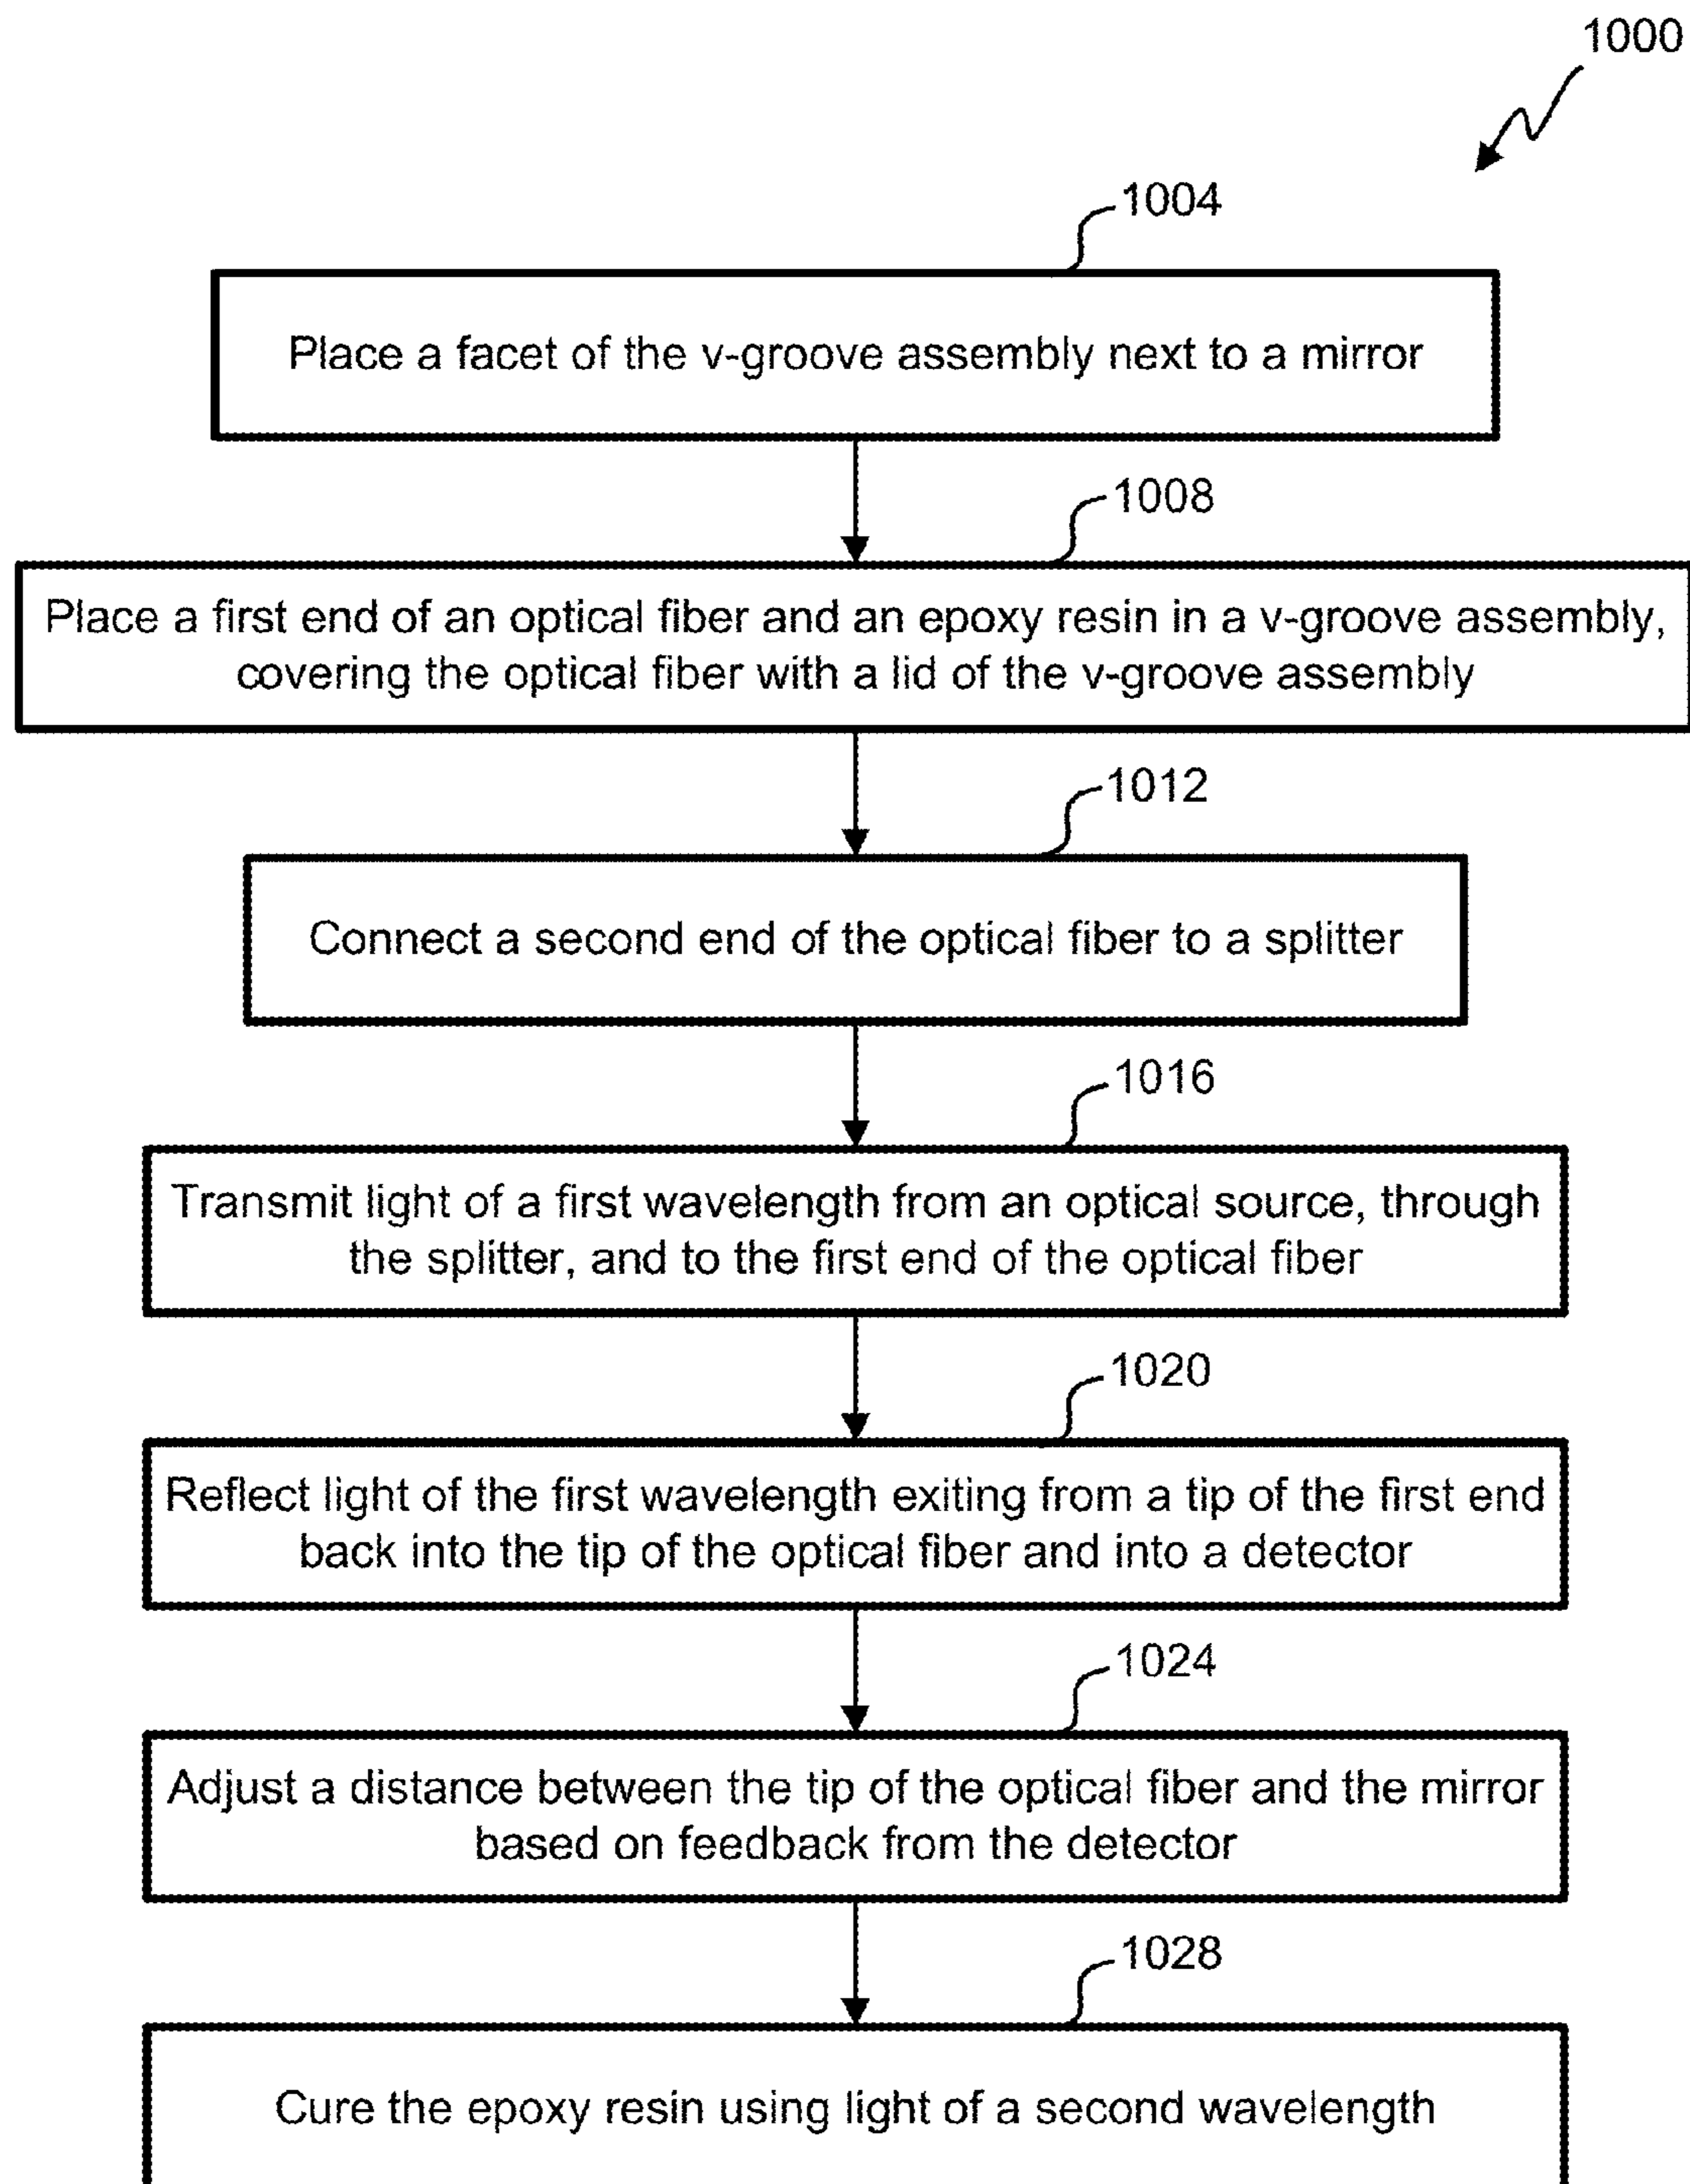 1000
1004
Place a facet of the v-groove assembly next to a mirror
1008
Place a first end of an optical fiber and an epoxy resin in a v-groove assembly,
covering the optical fiber with a lid of the v-groove assembly
1012
Connect a second end of the optical fiber to a splitter
1016
Transmit light of a first wavelength from an optical source, through
the splitter, and to the first end of the optical fiber
1020
Reflect light of the first wavelength exiting from a tip of the first end
back into the tip of the optical fiber and into a detector
1024
Adjust a distance between the tip of the optical fiber and the mirror
based on feedback from the detector
1028
Cure the epoxy resin using light of a second wavelength